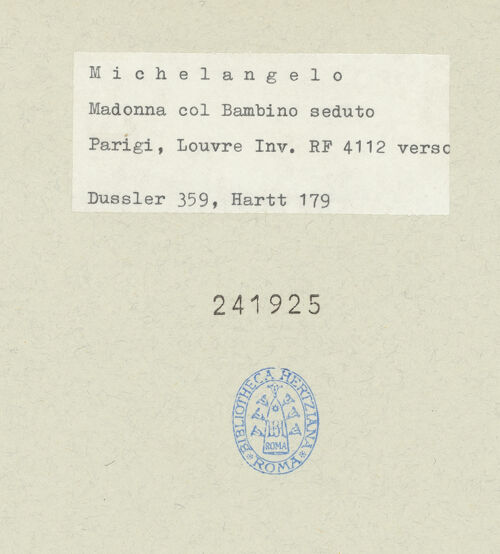 Michelangelo
Madonna col Bambino seduto
Parigi, Louvre Inv. RF 4112 verso
Dussler 359, Hartt 179
241925
BIBLIOTHECA HERTZIANA
BH
ROMA
* ROMA *